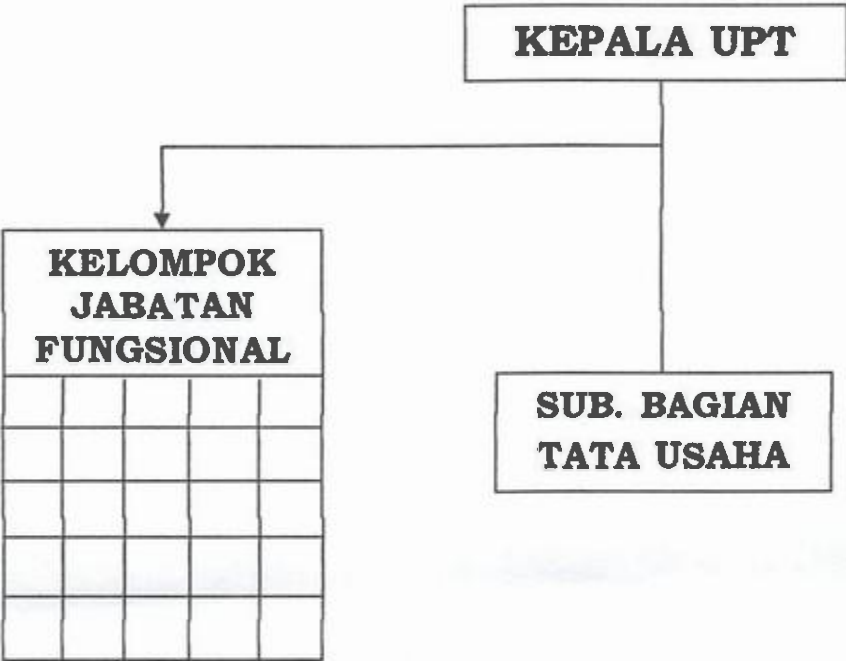 KEPALA UPT
KELOMPOK
JABATAN
FUNGSIONAL
SUB. BAGIAN
TATA USAHA